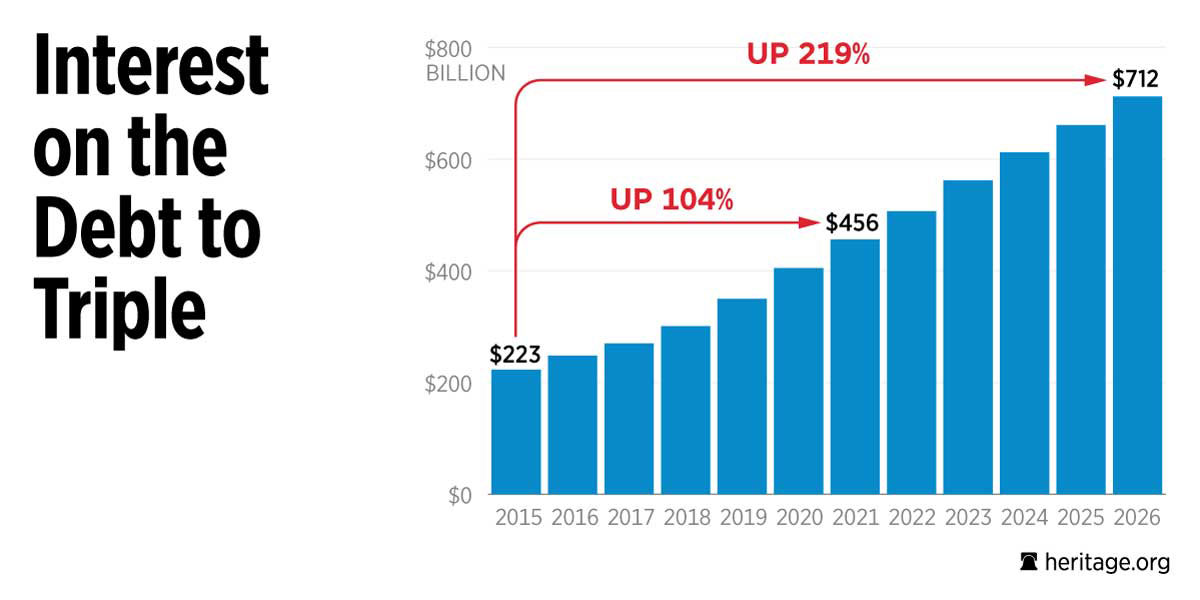 Interest
on the
Debt to
Triple
$800
BILLION
$600
$400
$200
$0
UP 219%
$712
UP 104%
$456
$223
2015 2016 2017 2018 2019 2020 2021 2022 2023 2024 2025 2026
heritage.org